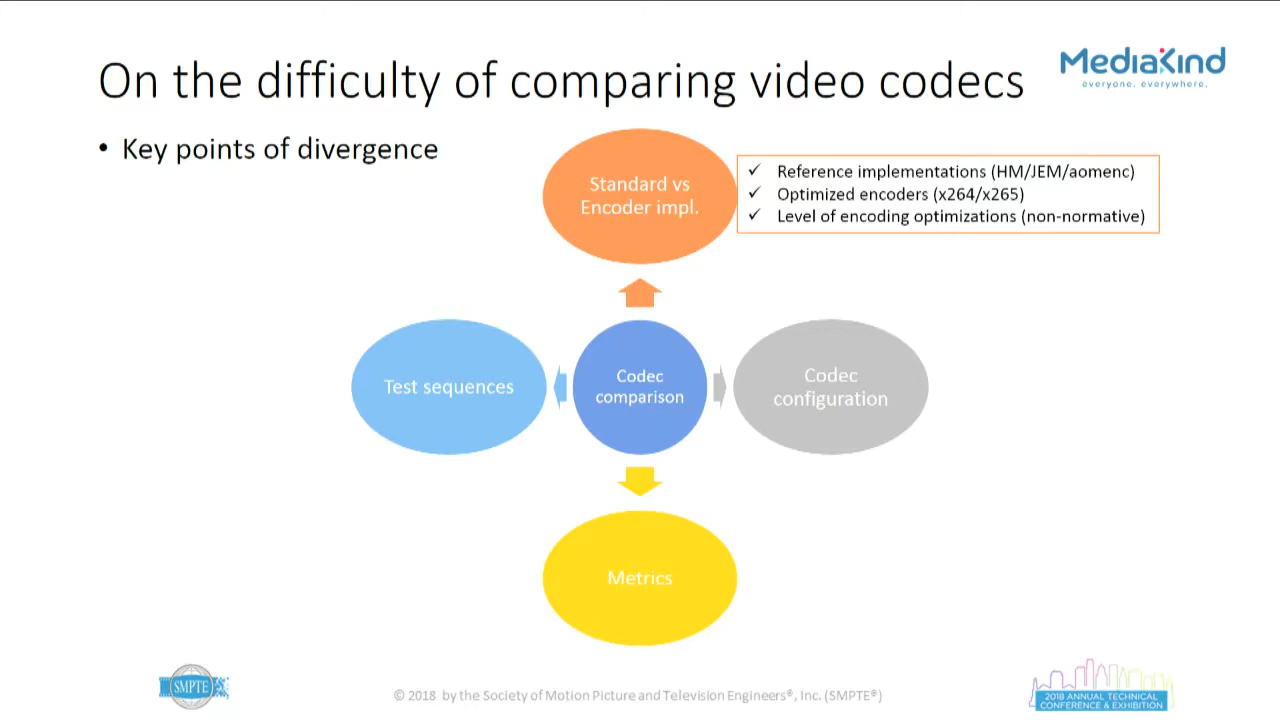 On the difficulty of comparing video codecs
MediaKind
everyone. everywhere.
• Key points of divergence
Standard vs
Encoder impl.
✓ Reference implementations (HM/JEM/aomenc)
✓ Optimized encoders (x264/x265)
✓ Level of encoding optimizations (non-normative)
Test sequences
Codec
comparison
Codec
configuration
Metrics
SMPTE
© 2018 by the Society of Motion Picture and Television Engineers®, Inc. (SMPTE®)
2018 ANNUAL TECHNICAL
CONFERENCE & EXHIBITION